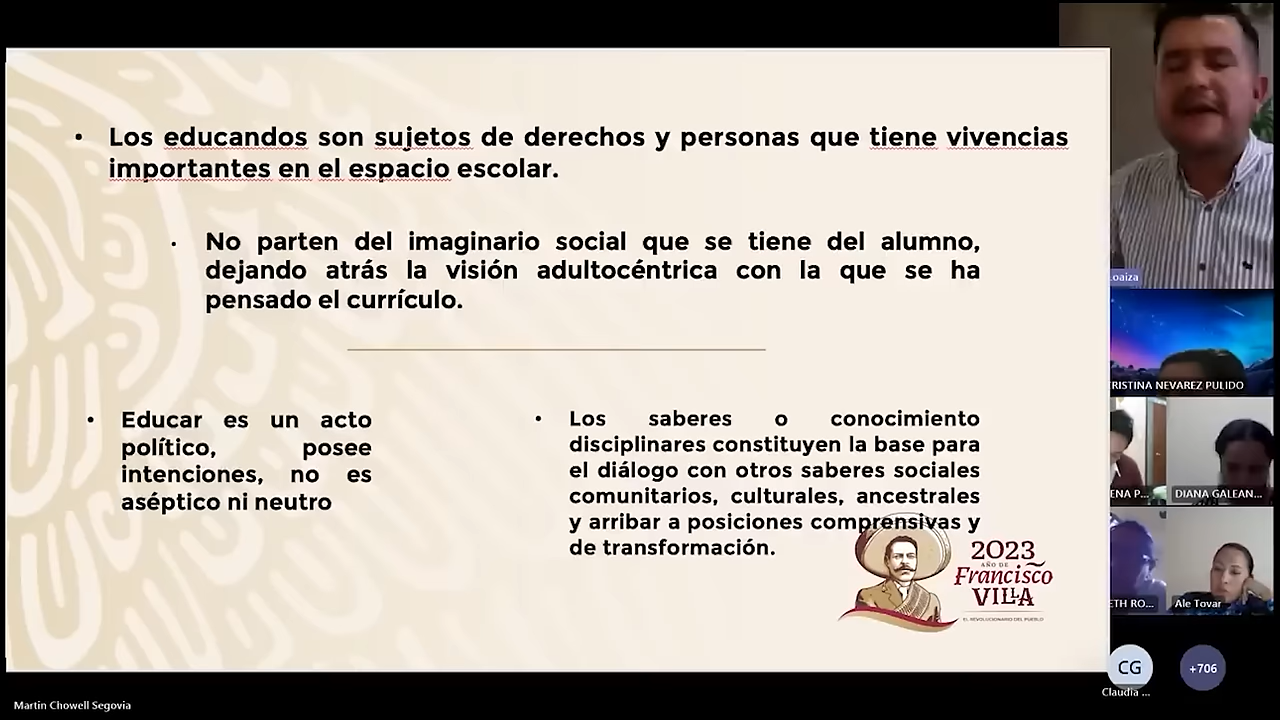 • Los educandos son sujetos de derechos y personas que tiene vivencias
importantes en el espacio escolar.
• No parten del imaginario social que se tiene del alumno,
dejando atrás la visión adultocéntrica con la que se ha
pensado el currículo.
• Educar es un acto
político, posee
intenciones, no es
aséptico ni neutro
• Los saberes o conocimiento
disciplinares constituyen la base para
el diálogo con otros saberes sociales
comunitarios, culturales, ancestrales
y arribar a posiciones comprensivas y
de transformación.
2023
AÑO DE
Francisco
VILLA
EL REVOLUCIONARIO DEL PUEBLO
Loaiza
CRISTINA NEVAREZ PULIDO
ENA P...
DIANA GALEAN...
ETH RO...
Ale Tovar
CG
+706
Claudia ...
Martin Chowell Segovia